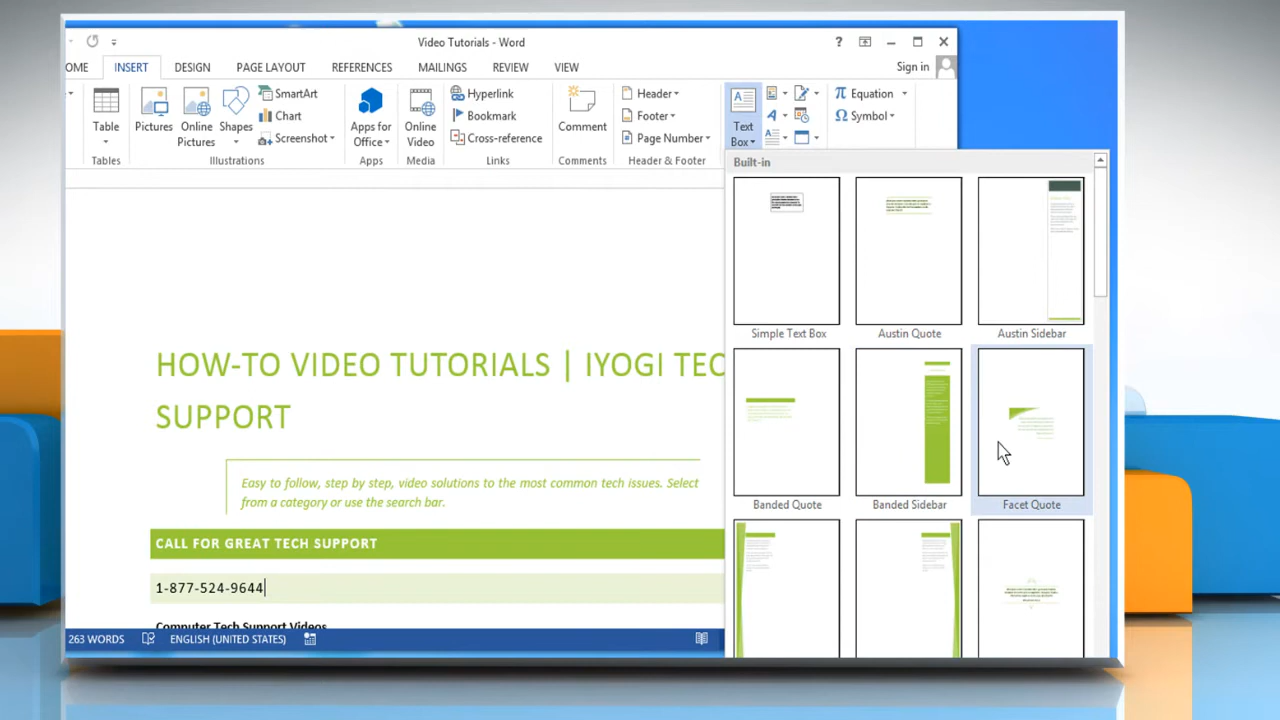 Video Tutorials - Word
?
OME INSERT DESIGN PAGE LAYOUT REFERENCES MAILINGS REVIEW VIEW Sign in
Table
Pictures
Online
Pictures
Shapes
SmartArt
Chart
Screenshot
Apps for
Office
Online
Video
Hyperlink
Bookmark
Cross-reference
Comment
Header
Footer
Page Number
Text
Box
π Equation
Ω Symbol
Tables Illustrations Apps Media Links Comments Header & Footer
Built-in
Simple Text Box Austin Quote Austin Sidebar
Banded Quote Banded Sidebar Facet Quote
HOW-TO VIDEO TUTORIALS | IYOGI TEC
SUPPORT
Easy to follow, step by step, video solutions to the most common tech issues. Select
from a category or use the search bar.
CALL FOR GREAT TECH SUPPORT
1-877-524-9644
Computer Tech Support Videos
263 WORDS ENGLISH (UNITED STATES)